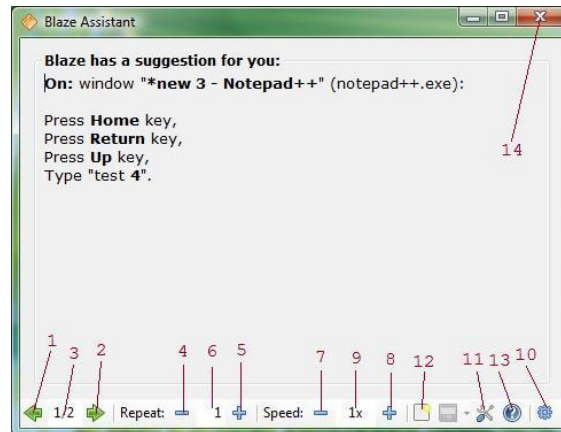 Blaze Assistant
Blaze has a suggestion for you:
On: window "*new 3 - Notepad++" (notepad++.exe):
Press Home key,
Press Return key,
Press Up key,
Type "test 4".
14
1 3 2 4 6 5 7 9 8 12 11 13 10
1/2 Repeat: 1 Speed: 1x